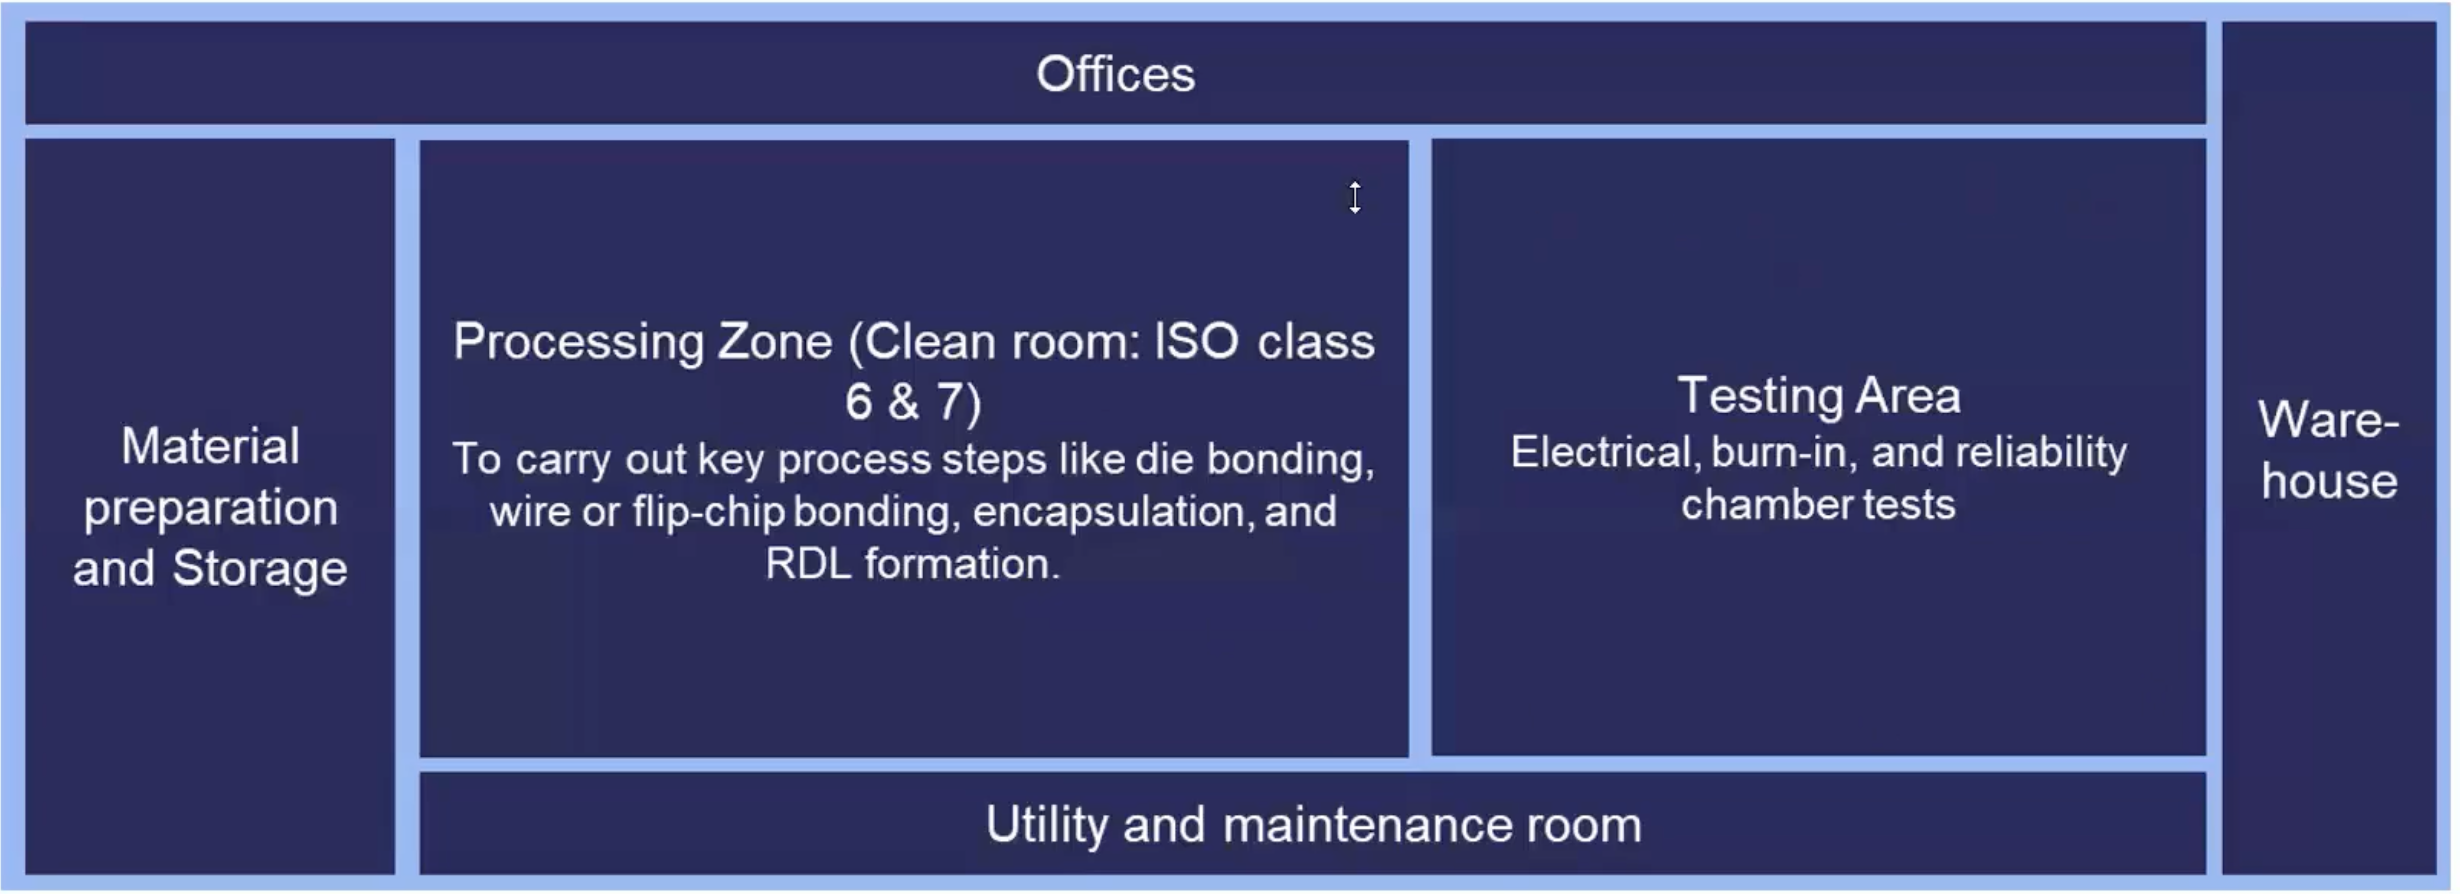 Offices
Material
preparation
and Storage
Processing Zone (Clean room: ISO class
6 & 7)
To carry out key process steps like die bonding,
wire or flip-chip bonding, encapsulation, and
RDL formation.
Testing Area
Electrical, burn-in, and reliability
chamber tests
Ware-
house
Utility and maintenance room